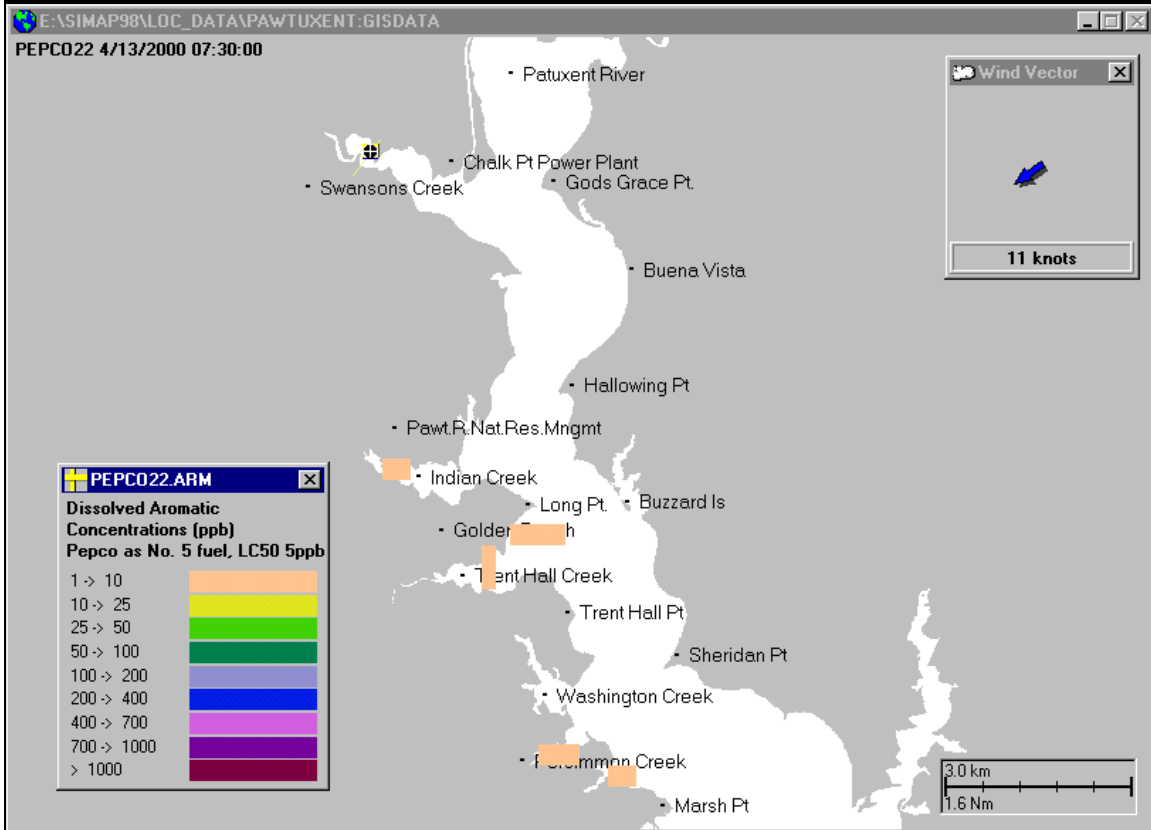 E:\SIMAP98\LOC_DATA\PAWTUXENT:GISDATA
PEPCO22 4/13/2000 07:30:00
Wind Vector
11 knots
Patuxent River
Chalk Pt Power Plant
Gods Grace Pt.
Swansons Creek
Buena Vista
Hallowing Pt
Pawt.R.Nat.Res.Mngmt
Indian Creek
Long Pt.
Buzzard Is
Golden
Trent Hall Creek
Trent Hall Pt
Sheridan Pt
Washington Creek
Persimmon Creek
Marsh Pt
PEPCO22.ARM
Dissolved Aromatic
Concentrations (ppb)
Pepco as No. 5 fuel, LC50 5ppb
1 -> 10
10 -> 25
25 -> 50
50 -> 100
100 -> 200
200 -> 400
400 -> 700
700 -> 1000
> 1000
3.0 km
1.6 Nm